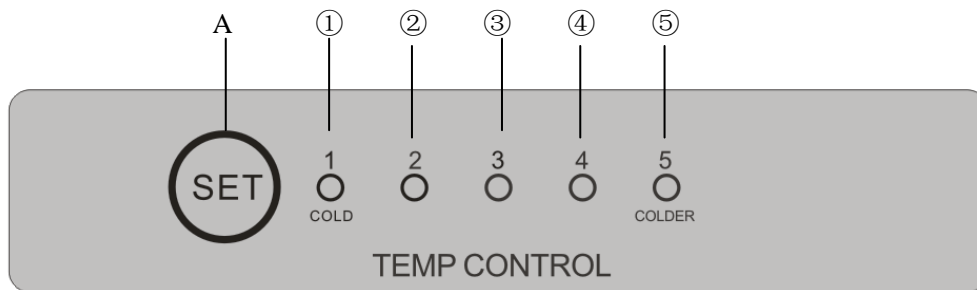 A ① ② ③ ④ ⑤
1 2 3 4 5
SET
COLD COLDER
TEMP CONTROL